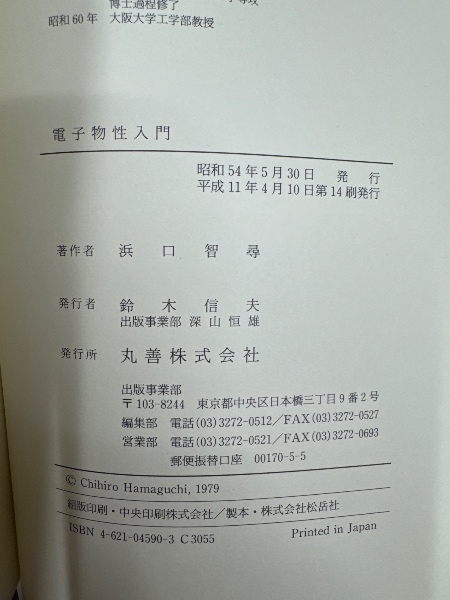 博士過程修了
昭和60年 大阪大学工学部教授
電子物性入門
昭和54年5月30日 発行
平成11年4月10日第14刷発行
著作者 浜口智尋
発行者 鈴木信夫
出版事業部 深山恒雄
発行所 丸善株式会社
出版事業部
〒103-8244 東京都中央区日本橋三丁目9番2号
編集部 電話(03)3272-0512/FAX(03)3272-0527
営業部 電話(03)3272-0521/FAX(03)3272-0693
郵便振替口座 00170-5-5
© Chihiro Hamaguchi, 1979
組版印刷・中央印刷株式会社/製本・株式会社松岳社
ISBN 4-621-04590-3 C3055 Printed in Japan